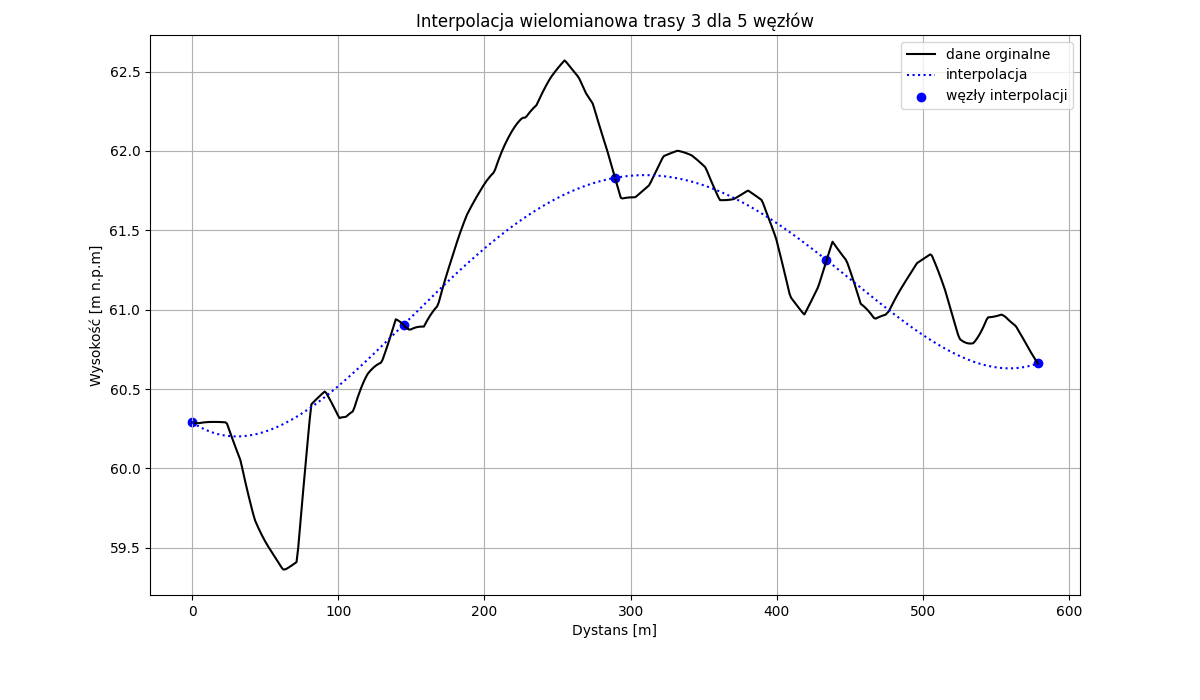 Interpolacja wielomianowa trasy 3 dla 5 węzłów
dane orginalne
interpolacja
węzły interpolacji
Wysokość [m n.p.m]
62.5
62.0
61.5
61.0
60.5
60.0
59.5
0 100 200 300 400 500 600
Dystans [m]